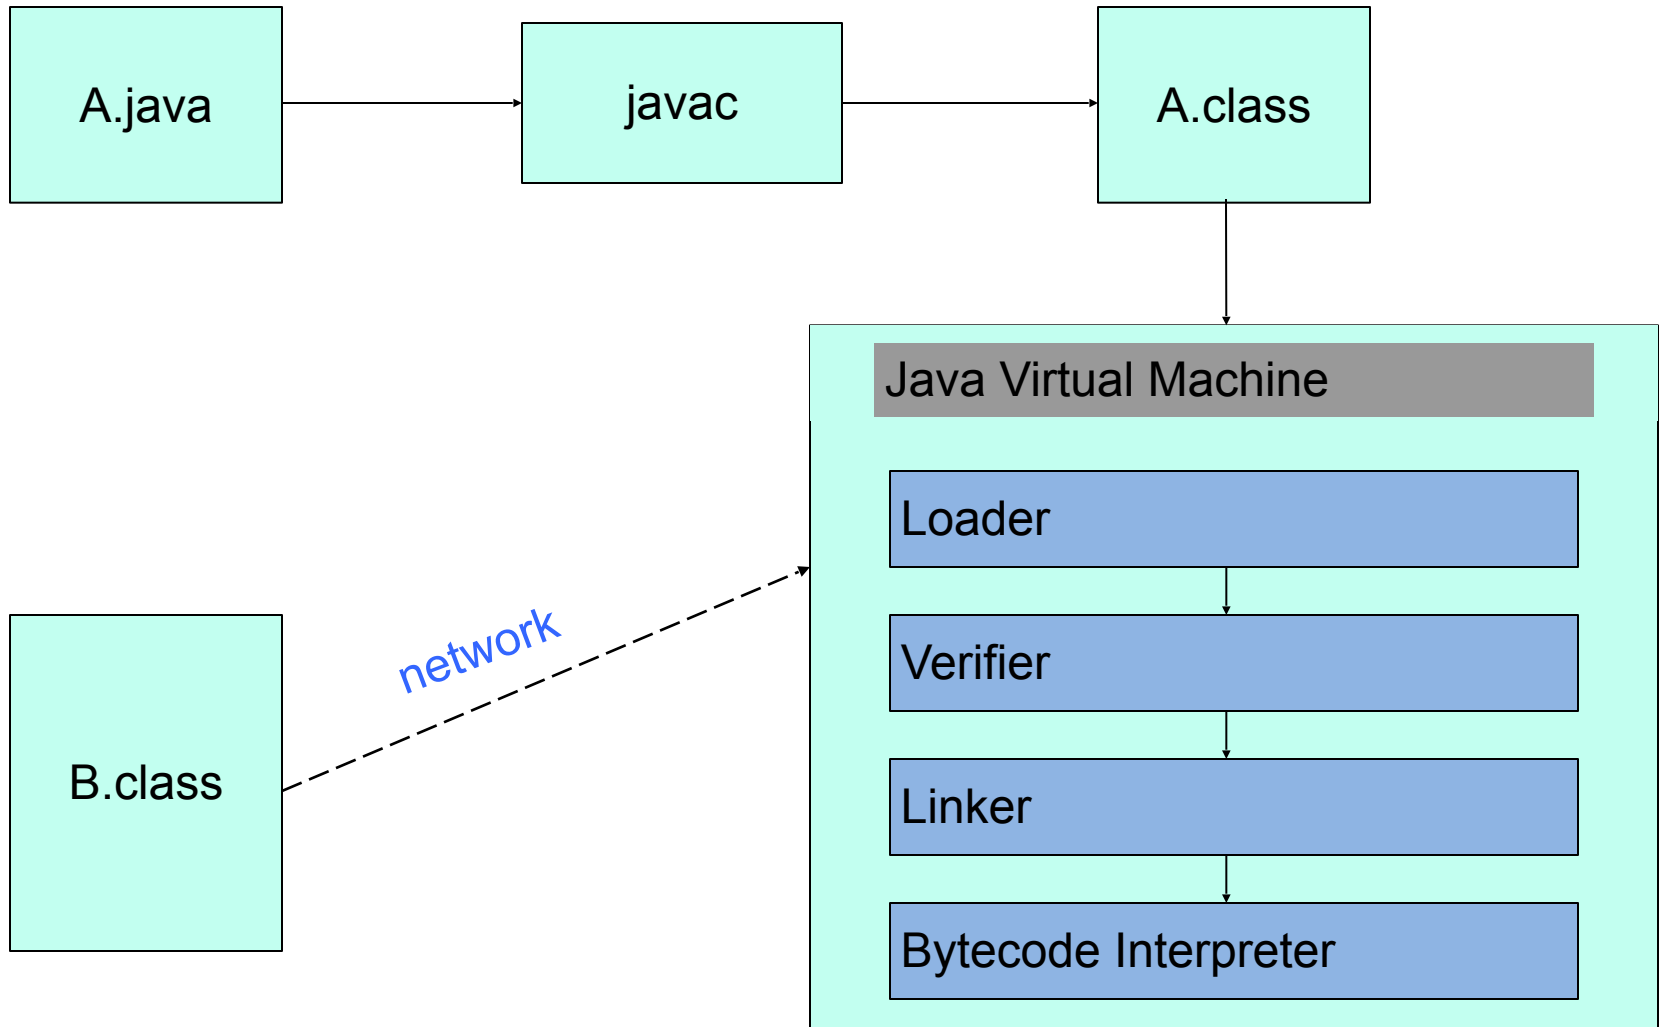 A.java
javac
A.class
Java Virtual Machine
Loader
network
Verifier
B.class
Linker
Bytecode Interpreter